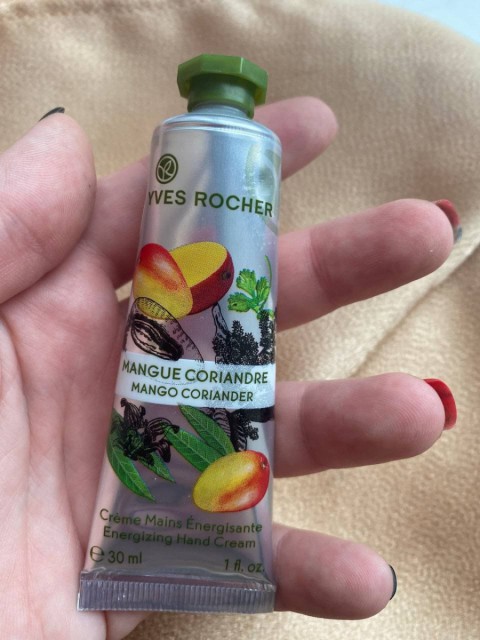 YVES ROCHER
MANGUE CORIANDRE
MANGO CORIANDER
Crème Mains Énergisante
Energizing Hand Cream
℮ 30 ml 1 fl. oz.